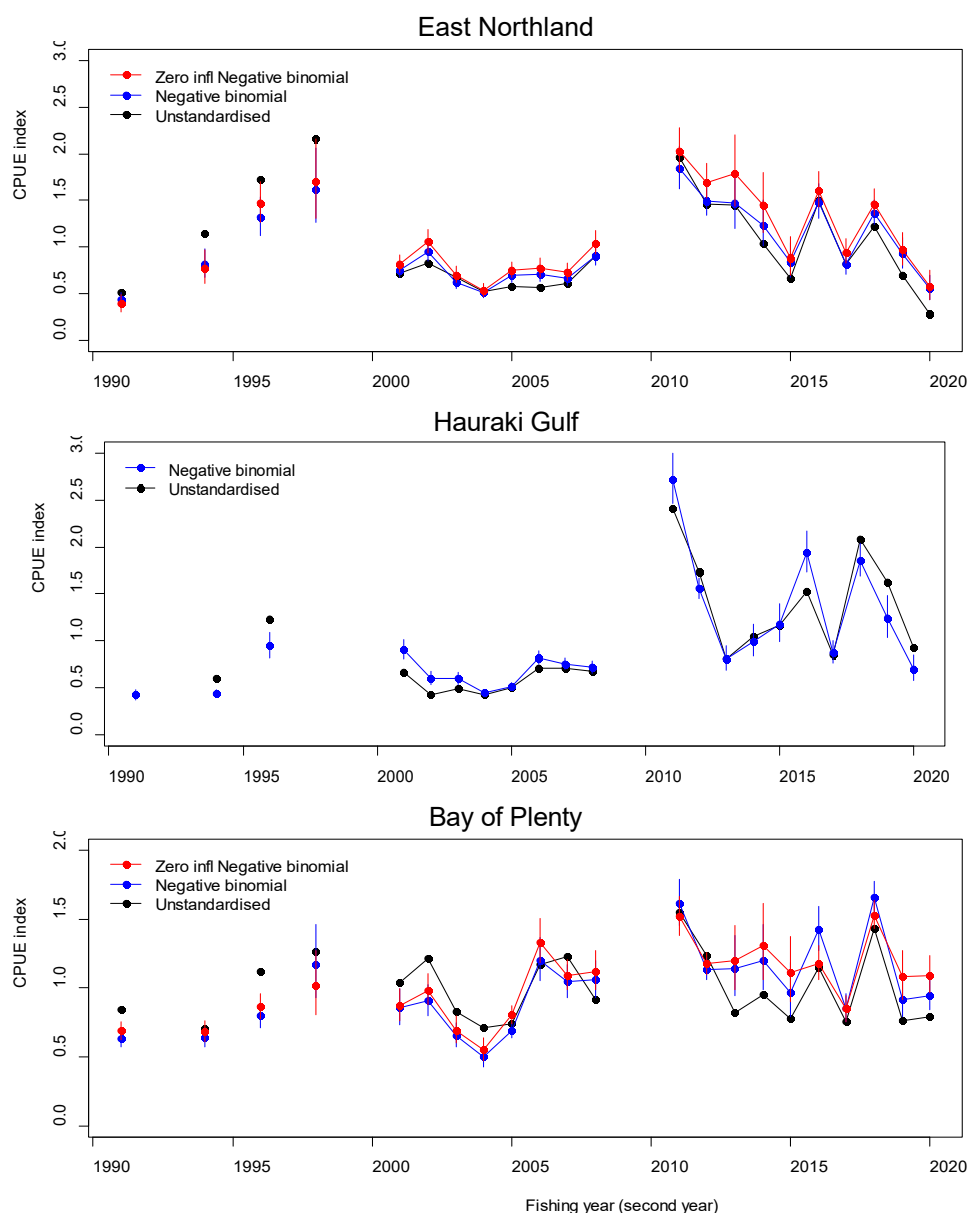 East Northland
CPUE index
0.0 0.5 1.0 1.5 2.0 2.5 3.0
Zero infl Negative binomial
Negative binomial
Unstandardised
1990 1995 2000 2005 2010 2015 2020
Hauraki Gulf
CPUE index
0.0 0.5 1.0 1.5 2.0 2.5 3.0
Negative binomial
Unstandardised
1990 1995 2000 2005 2010 2015 2020
Bay of Plenty
CPUE index
0.0 0.5 1.0 1.5 2.0
Zero infl Negative binomial
Negative binomial
Unstandardised
1990 1995 2000 2005 2010 2015 2020
Fishing year (second year)